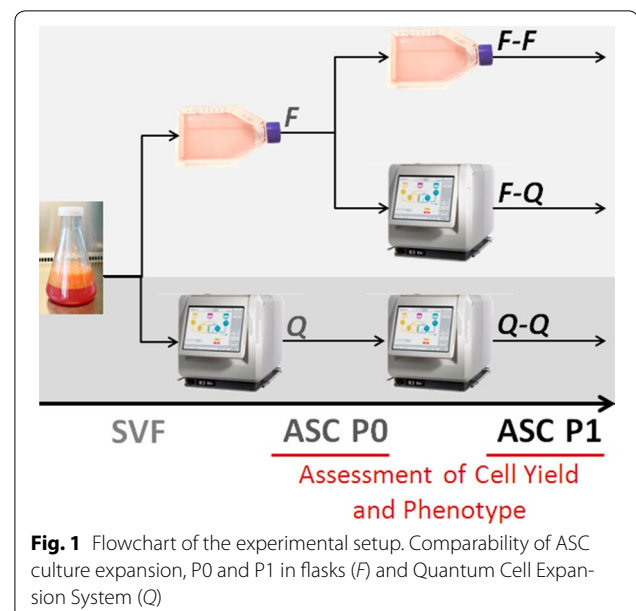 F-F
F
F-Q
Q
Q-Q
SVF
ASC P0
ASC P1
Assessment of Cell Yield
and Phenotype
Fig. 1 Flowchart of the experimental setup. Comparability of ASC
culture expansion, P0 and P1 in flasks (F) and Quantum Cell Expan-
sion System (Q)